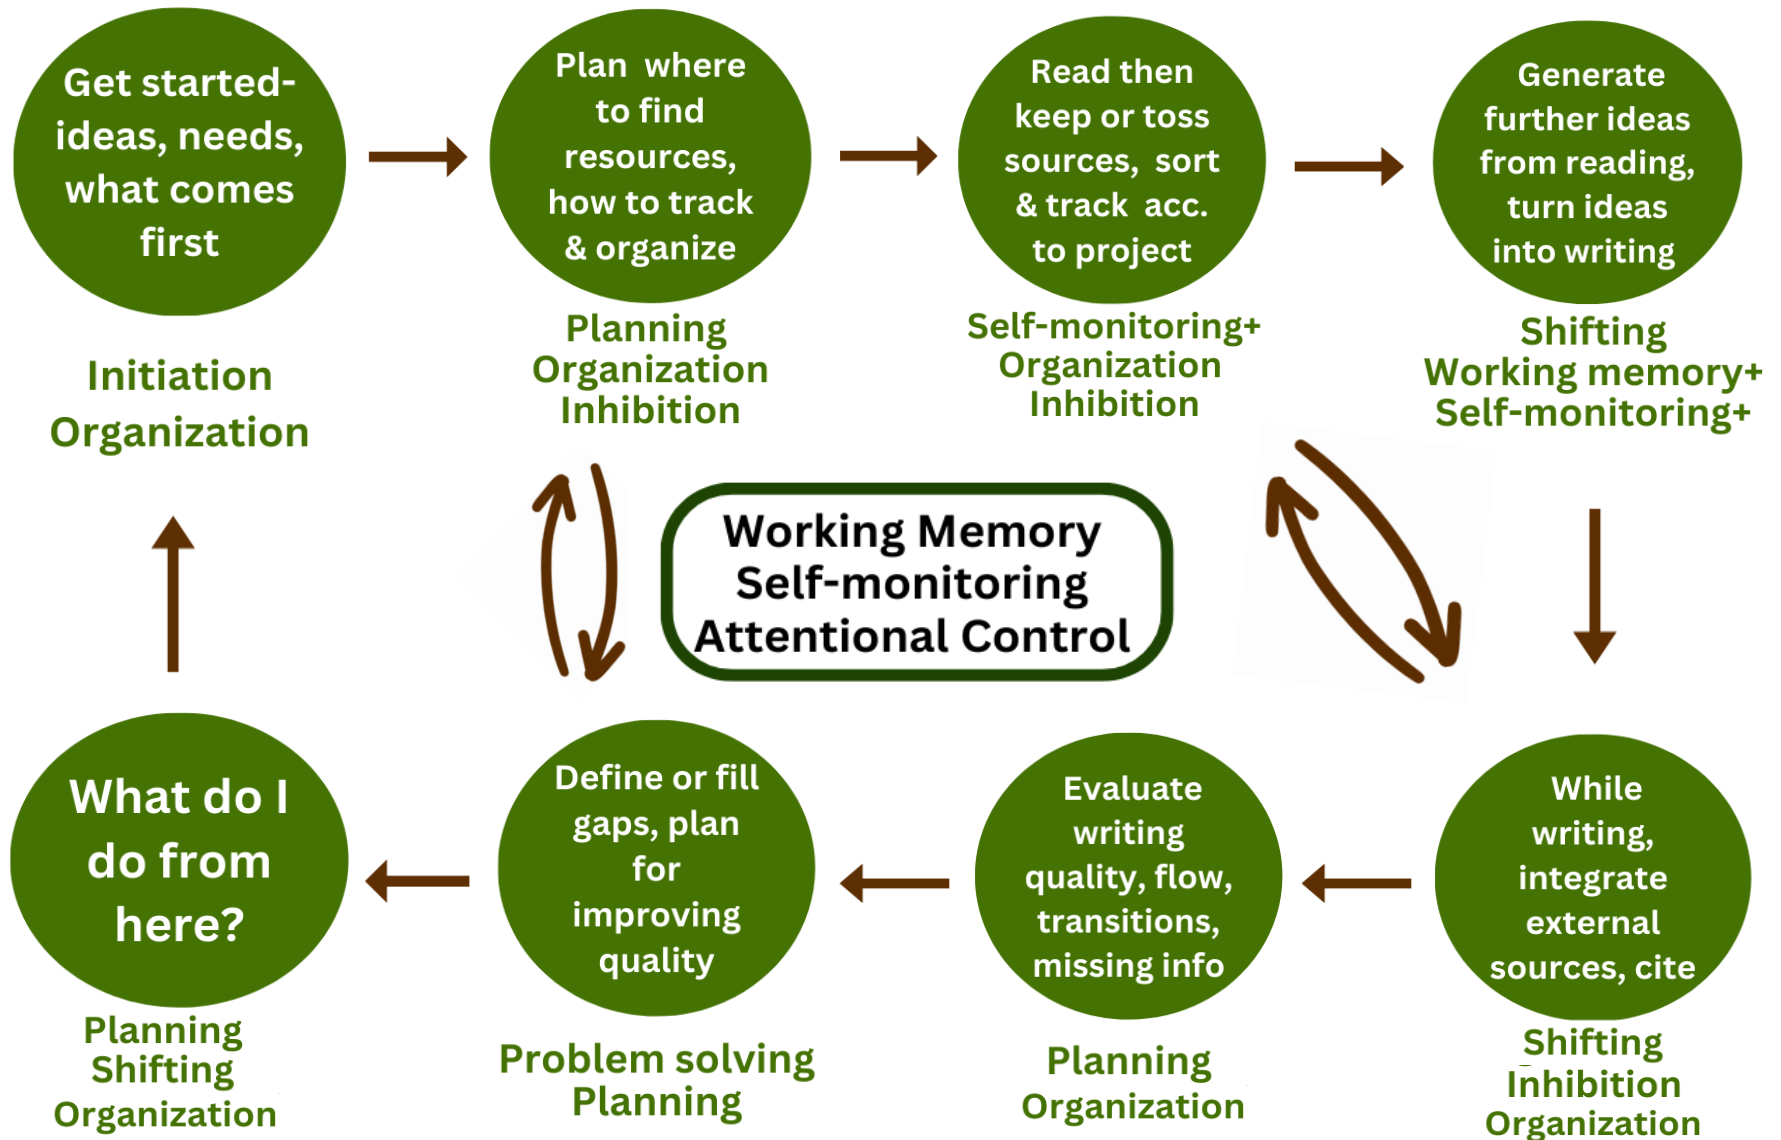 Get started-
ideas, needs,
what comes
first
Initiation
Organization
Plan where
to find
resources,
how to track
& organize
Planning
Organization
Inhibition
Read then
keep or toss
sources, sort
& track acc.
to project
Self-monitoring+
Organization
Inhibition
Generate
further ideas
from reading,
turn ideas
into writing
Shifting
Working memory+
Self-monitoring+
Working Memory
Self-monitoring
Attentional Control
While
writing,
integrate
external
sources, cite
Shifting
Inhibition
Organization
Evaluate
writing
quality, flow,
transitions,
missing info
Planning
Organization
Define or fill
gaps, plan
for
improving
quality
Problem solving
Planning
What do I
do from
here?
Planning
Shifting
Organization